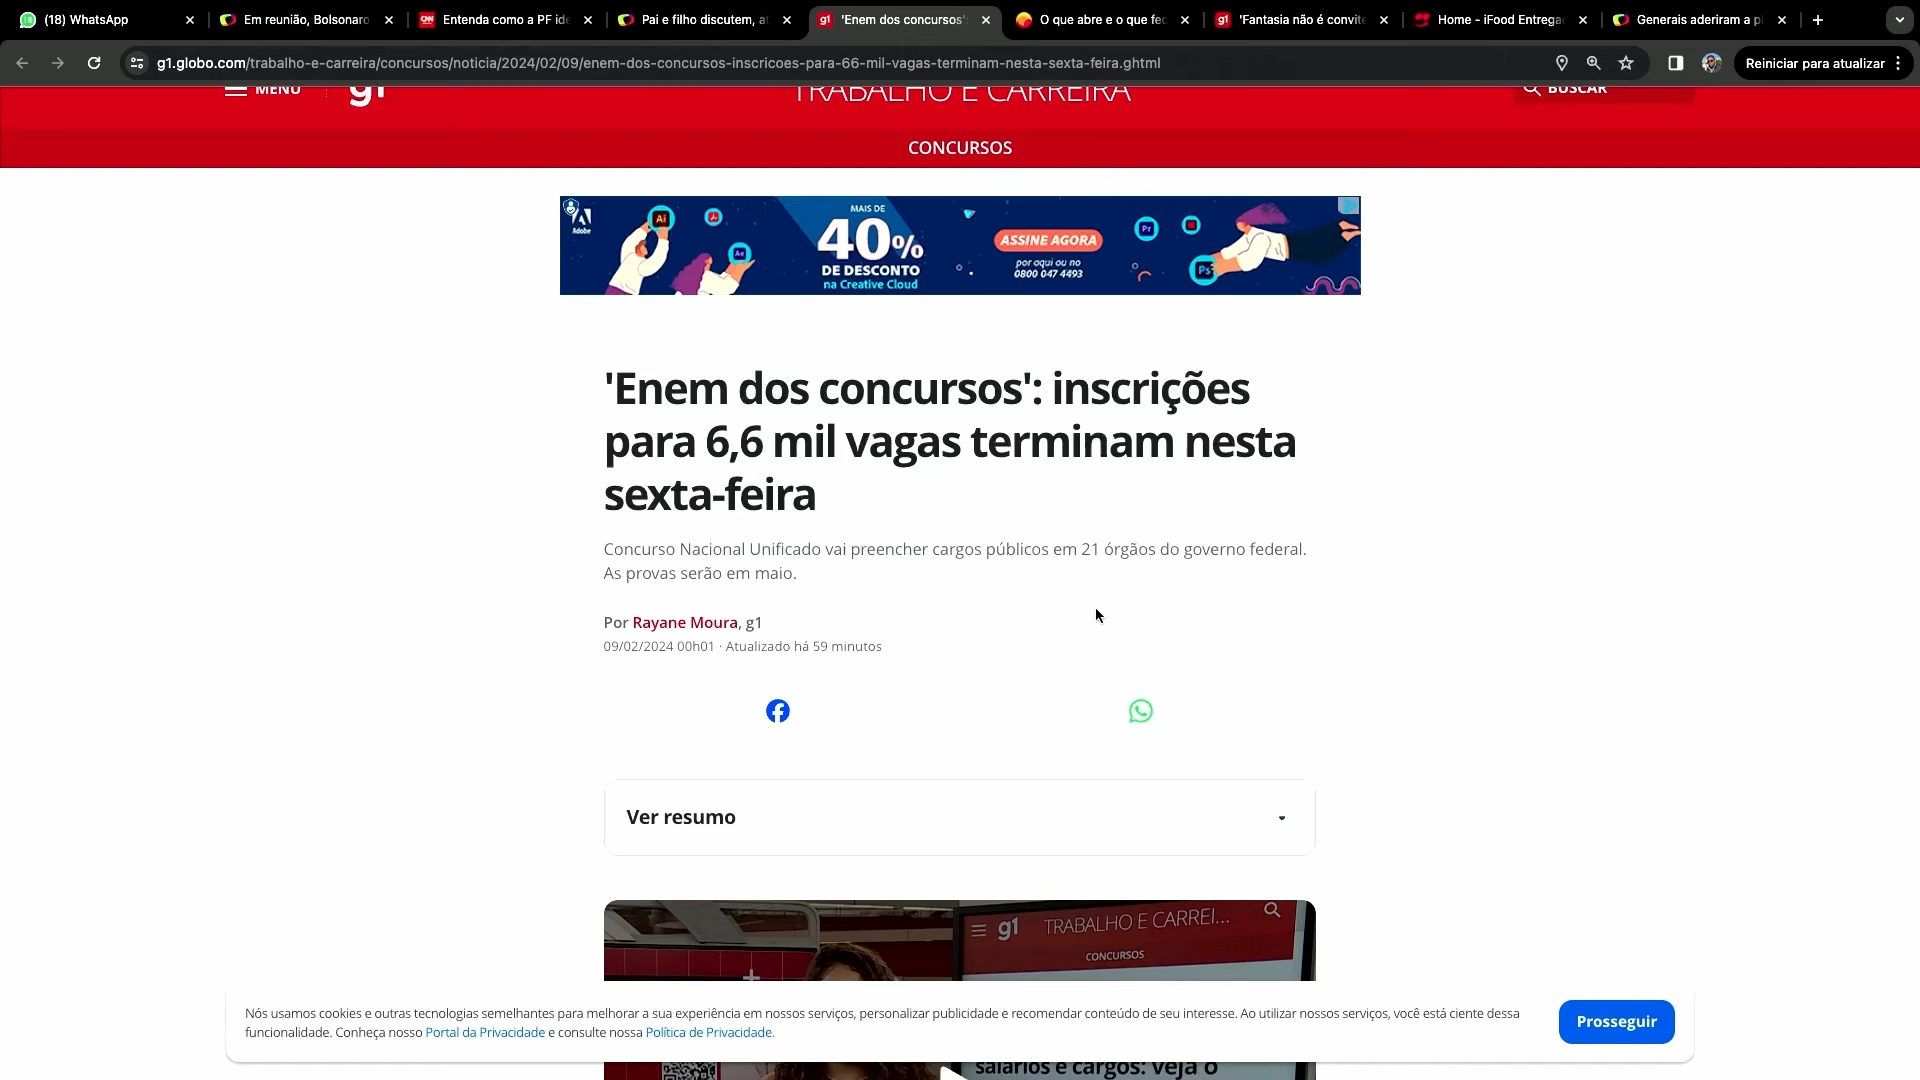 (18) WhatsApp
Em reunião, Bolsonaro
Entenda como a PF ide
Pai e filho discutem, a
'Enem dos concursos'
O que abre e o que fec
'Fantasia não é convite
Home - iFood Entrega
Generais aderiram a p
g1.globo.com/trabalho-e-carreira/concursos/noticia/2024/02/09/enem-dos-concursos-inscricoes-para-66-mil-vagas-terminam-nesta-sexta-feira.ghtml
Reiniciar para atualizar
MENU
g1
TRABALHO E CARREIRA
BUSCAR
CONCURSOS
Adobe
Ai
Ae
MAIS DE
40%
DE DESCONTO
na Creative Cloud
ASSINE AGORA
por aqui ou no
0800 047 4493
Pr
Ps
'Enem dos concursos': inscrições
para 6,6 mil vagas terminam nesta
sexta-feira
Concurso Nacional Unificado vai preencher cargos públicos em 21 órgãos do governo federal.
As provas serão em maio.
Por Rayane Moura, g1
09/02/2024 00h01 · Atualizado há 59 minutos
Ver resumo
g1 TRABALHO E CARREI...
CONCURSOS
Nós usamos cookies e outras tecnologias semelhantes para melhorar a sua experiência em nossos serviços, personalizar publicidade e recomendar conteúdo de seu interesse. Ao utilizar nossos serviços, você está ciente dessa
funcionalidade. Conheça nosso Portal da Privacidade e consulte nossa Política de Privacidade.
Prosseguir
salários e cargos: veja o